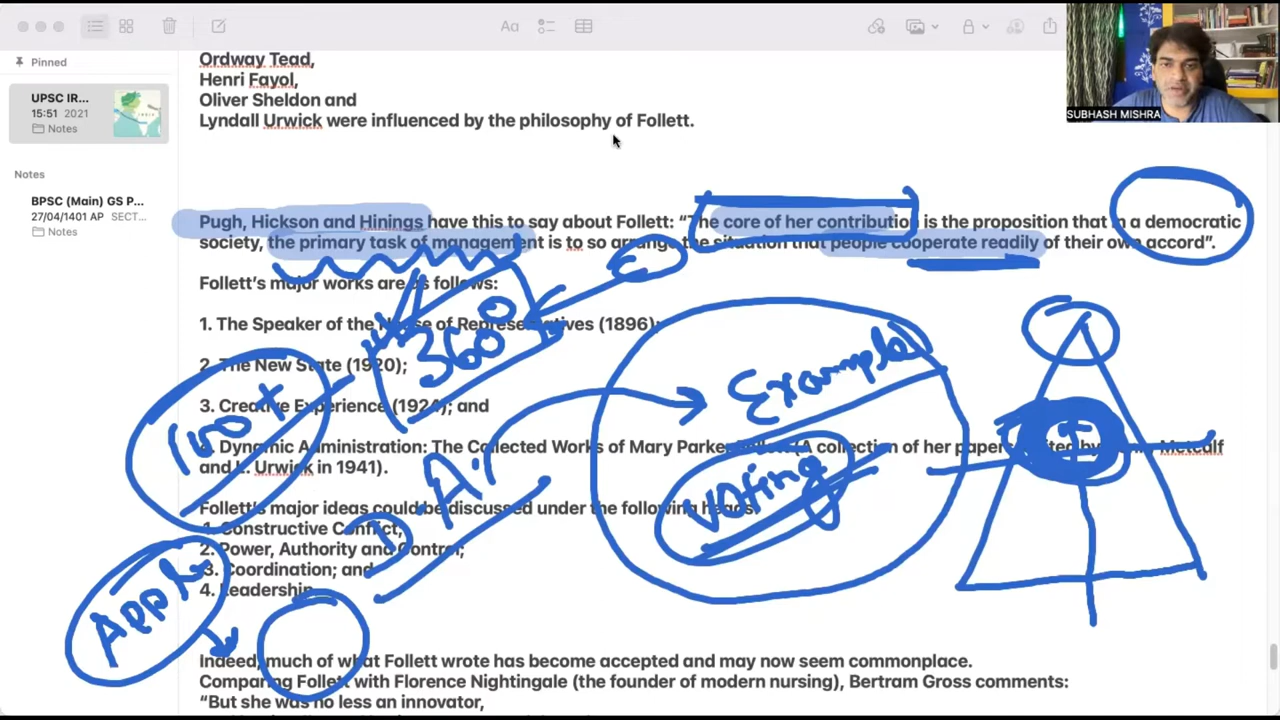 Aa
Pinned
UPSC IR...
15:51 2021
Notes
Notes
BPSC (Main) GS P...
27/04/1401 AP SECT...
Notes
SUBHASH MISHRA
Ordway Tead,
Henri Fayol,
Oliver Sheldon and
Lyndall Urwick were influenced by the philosophy of Follett.
Pugh, Hickson and Hinings have this to say about Follett: “The core of her contribution is the proposition that in a democratic
society, the primary task of management is to so arrange the situation that people cooperate readily of their own accord”.
Follett’s major works are as follows:
1. The Speaker of the House of Representatives (1896);
360°
2. The New State (1920);
Example
100+
3. Creative Experience (1924); and
4. Dynamic Administration: The Collected Works of Mary Parker (A collection of her papers Metcalf
and L. Urwick in 1941).
D.A.
Voting
Follett’s major ideas could be discussed under the following heads:
1. Constructive Conflict;
2. Power, Authority and Control;
3. Coordination; and
4. Leadership
Indeed, much of what Follett wrote has become accepted and may now seem commonplace.
Comparing Follett with Florence Nightingale (the founder of modern nursing), Bertram Gross comments:
“But she was no less an innovator,